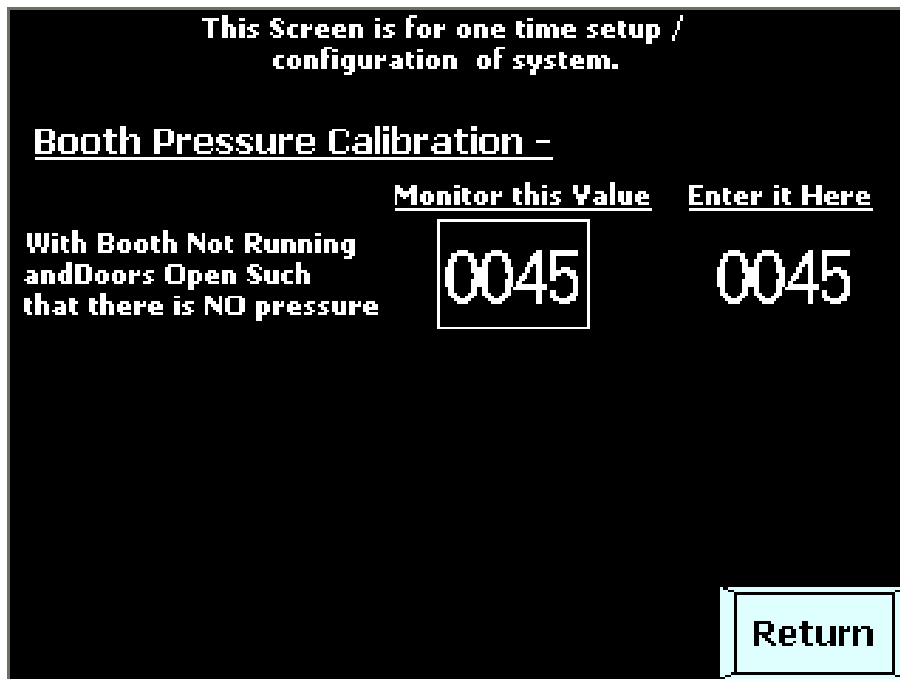 This Screen is for one time setup /
configuration of system.
Booth Pressure Calibration -
Monitor this Value Enter it Here
With Booth Not Running
andDoors Open Such
that there is NO pressure
0045 0045
Return